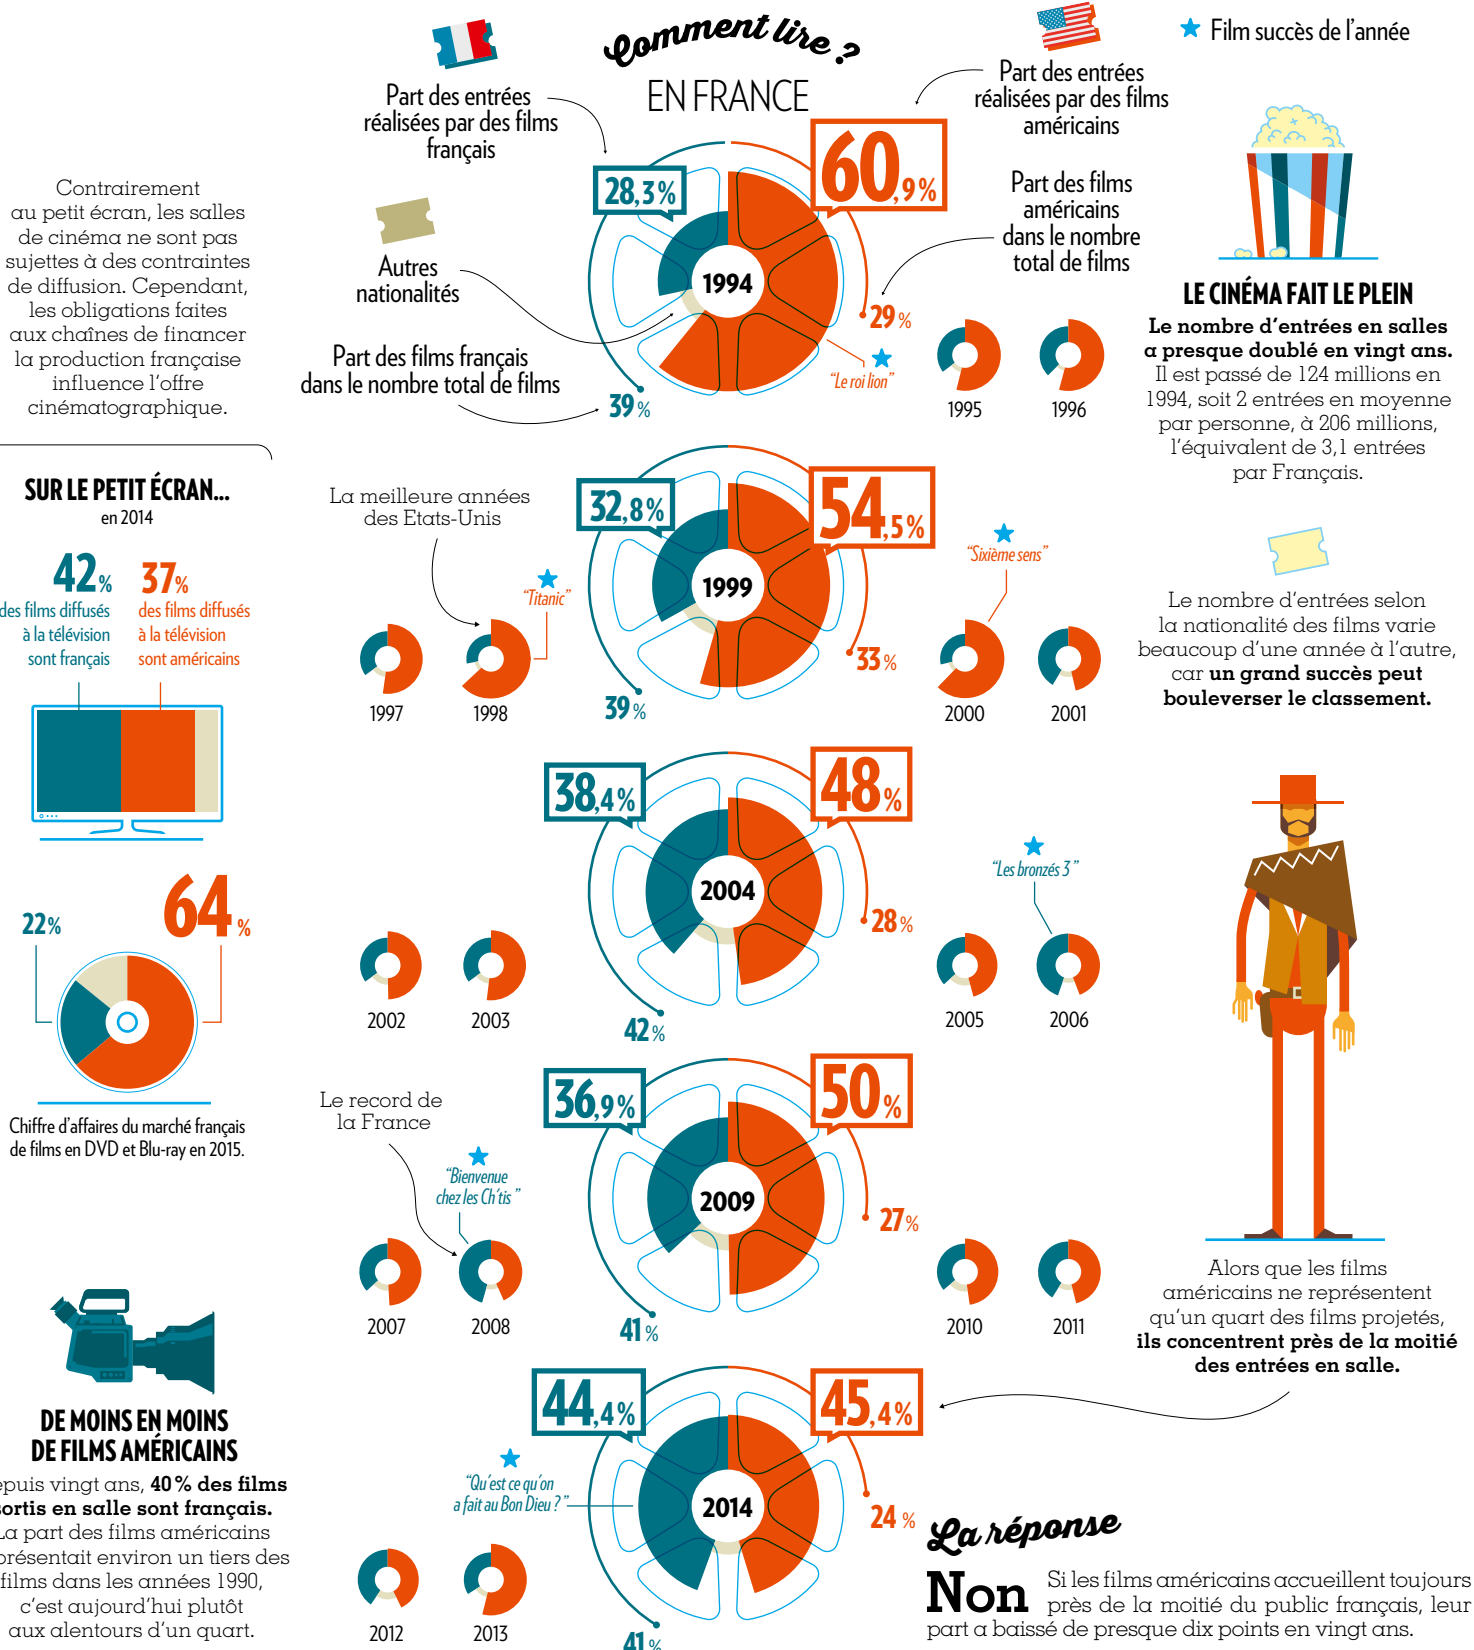 Comment lire ?
EN FRANCE
Film succès de l'année
Part des entrées
réalisées par des films
français
Part des entrées
réalisées par des films
américains
Autres
nationalités
Part des films français
dans le nombre total de films
Part des films
américains
dans le nombre
total de films
28,3 %
60,9 %
1994
29 %
39 %
"Le roi lion"
1995
1996
Contrairement
au petit écran, les salles
de cinéma ne sont pas
sujettes à des contraintes
de diffusion. Cependant,
les obligations faites
aux chaînes de financer
la production française
influence l'offre
cinématographique.
LE CINÉMA FAIT LE PLEIN
Le nombre d'entrées en salles
a presque doublé en vingt ans.
Il est passé de 124 millions en
1994, soit 2 entrées en moyenne
par personne, à 206 millions,
l'équivalent de 3,1 entrées
par Français.
SUR LE PETIT ÉCRAN...
en 2014
42 %
des films diffusés
à la télévision
sont français
37 %
des films diffusés
à la télévision
sont américains
22 %
64 %
Chiffre d'affaires du marché français
de films en DVD et Blu-ray en 2015.
La meilleure années
des Etats-Unis
"Titanic"
1997
1998
32,8 %
54,5 %
1999
33 %
39 %
"Sixième sens"
2000
2001
Le nombre d'entrées selon
la nationalité des films varie
beaucoup d'une année à l'autre,
car un grand succès peut
bouleverser le classement.
38,4 %
48 %
2004
28 %
42 %
2002
2003
"Les bronzés 3"
2005
2006
Le record de
la France
"Bienvenue
chez les Ch'tis"
2007
2008
36,9 %
50 %
2009
27 %
41 %
2010
2011
Alors que les films
américains ne représentent
qu'un quart des films projetés,
ils concentrent près de la moitié
des entrées en salle.
DE MOINS EN MOINS
DE FILMS AMÉRICAINS
epuis vingt ans, 40 % des films
sortis en salle sont français.
La part des films américains
présentait environ un tiers des
films dans les années 1990,
c'est aujourd'hui plutôt
aux alentours d'un quart.
44,4 %
45,4 %
"Qu'est ce qu'on
a fait au Bon Dieu ?"
2014
24 %
41 %
2012
2013
La réponse
Non Si les films américains accueillent toujours
près de la moitié du public français, leur
part a baissé de presque dix points en vingt ans.